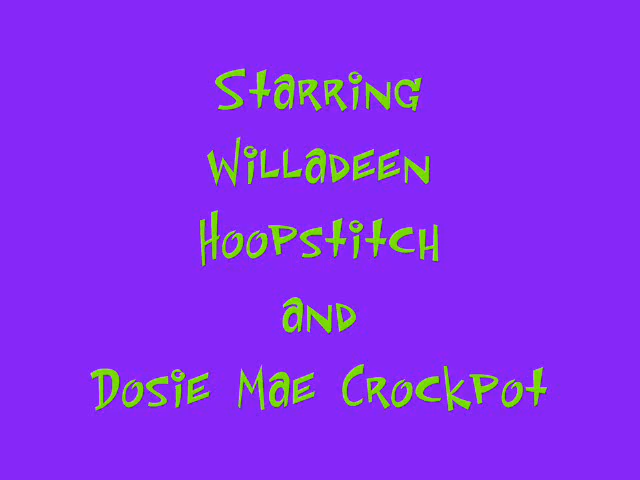 Starring
Willadeen
Hoopstitch
and
Dosie Mae Crockpot